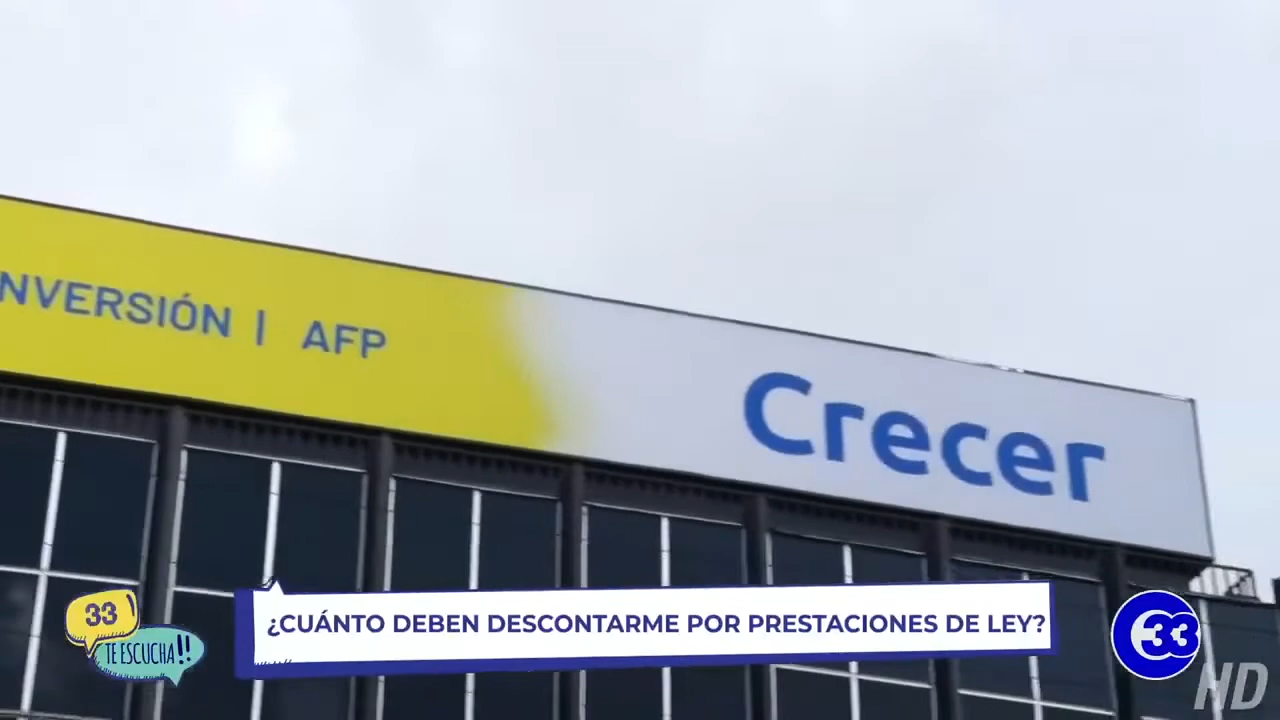 NVERSIÓN | AFP
Crecer
¿CUÁNTO DEBEN DESCONTARME POR PRESTACIONES DE LEY?
33
TE ESCUCHA!!
33
HD